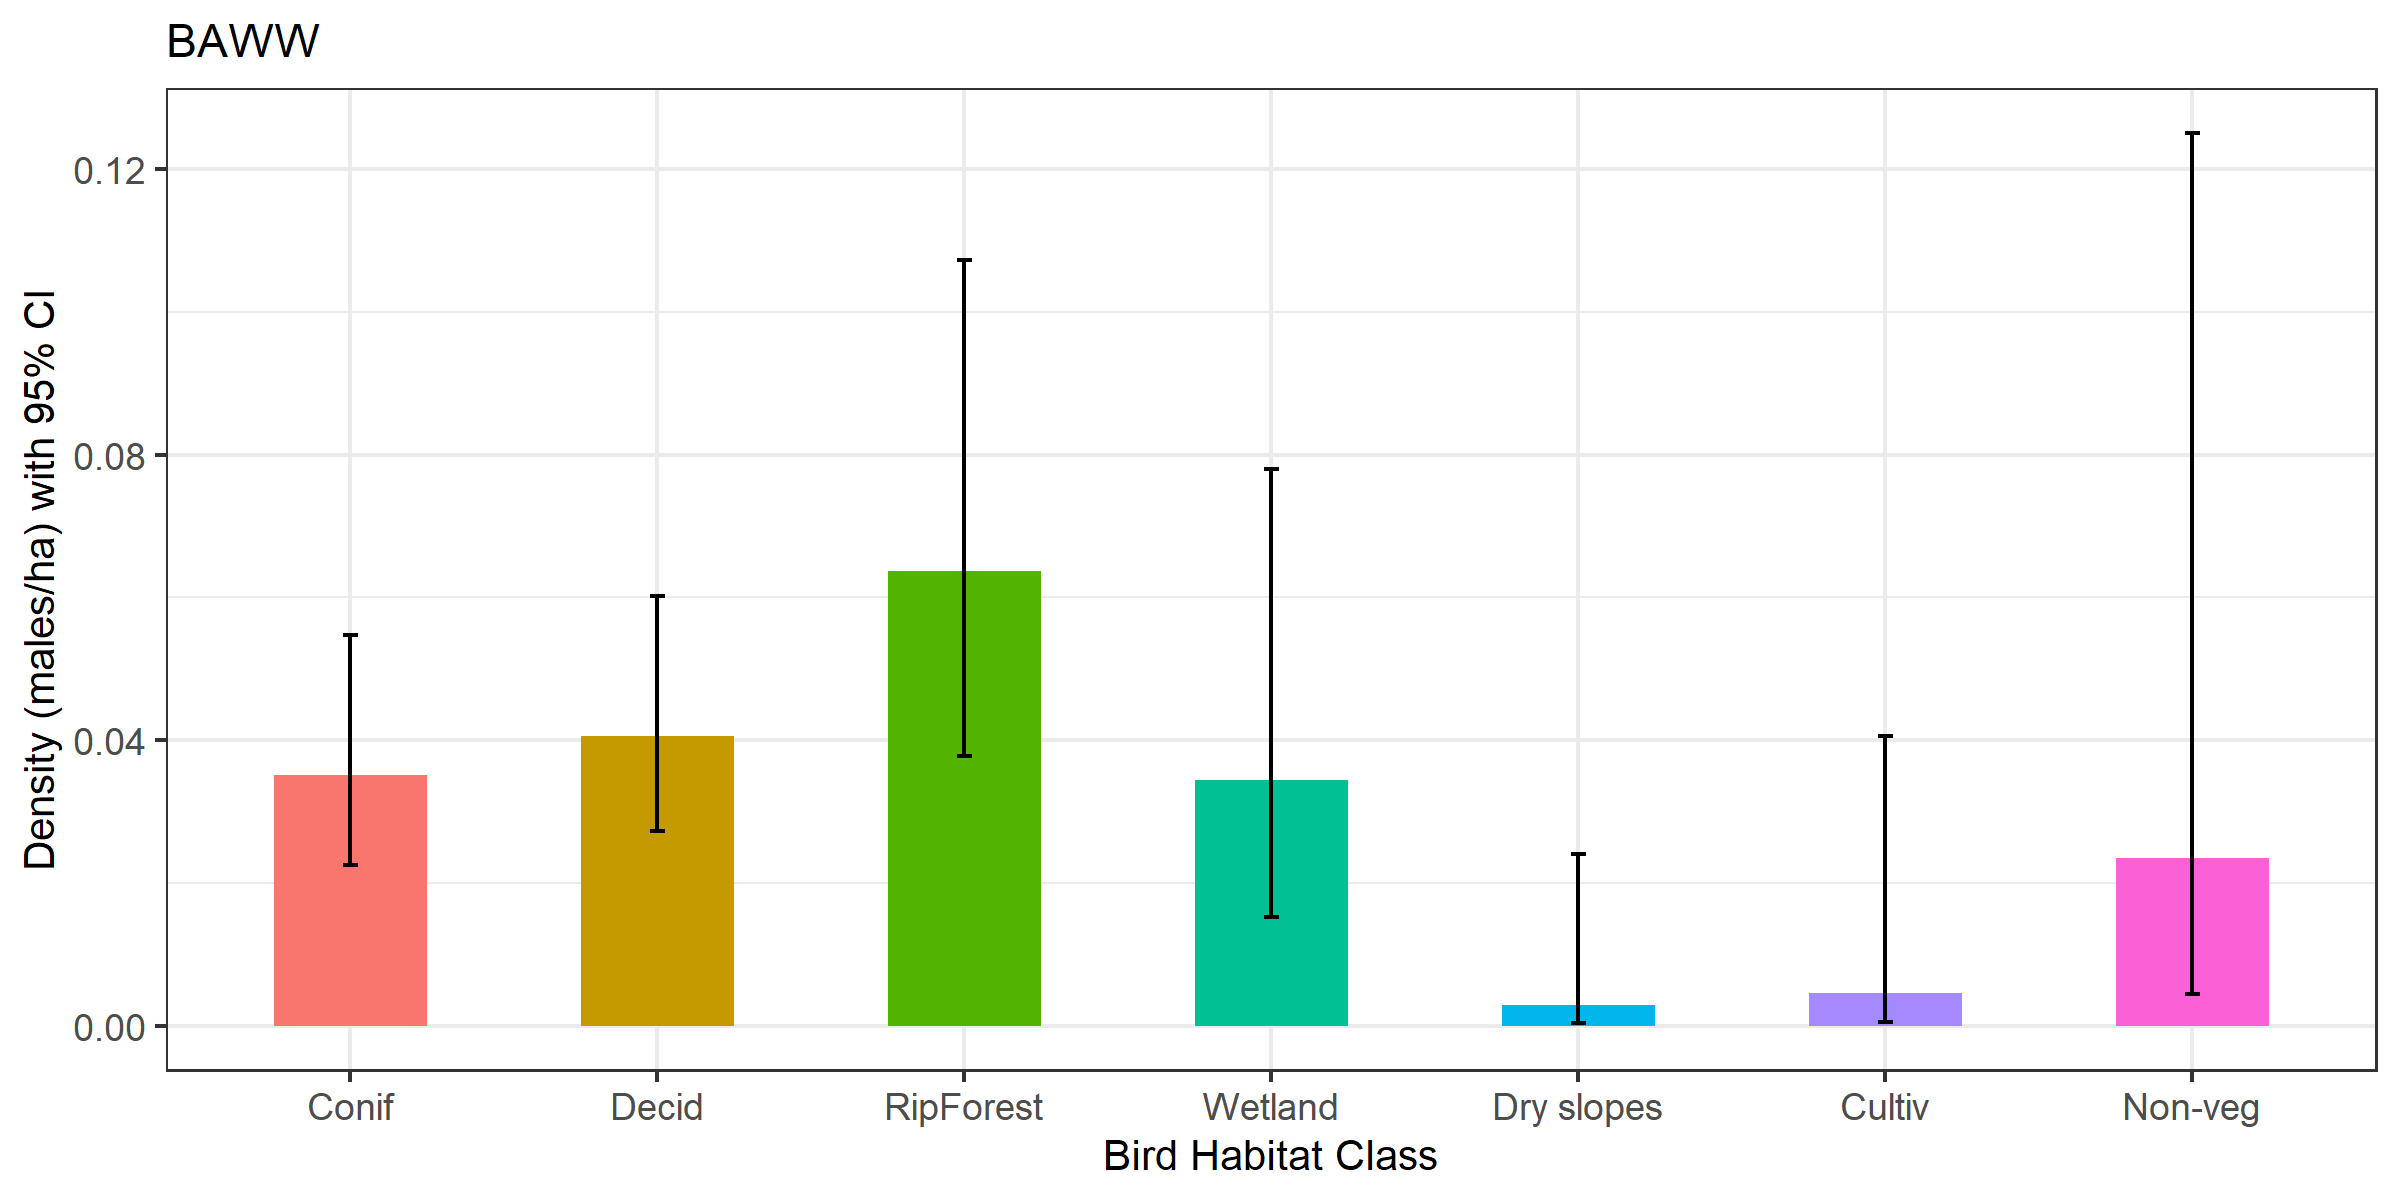 BAWW
Density (males/ha) with 95% CI
0.12
0.08
0.04
0.00
Conif Decid RipForest Wetland Dry slopes Cultiv Non-veg
Bird Habitat Class